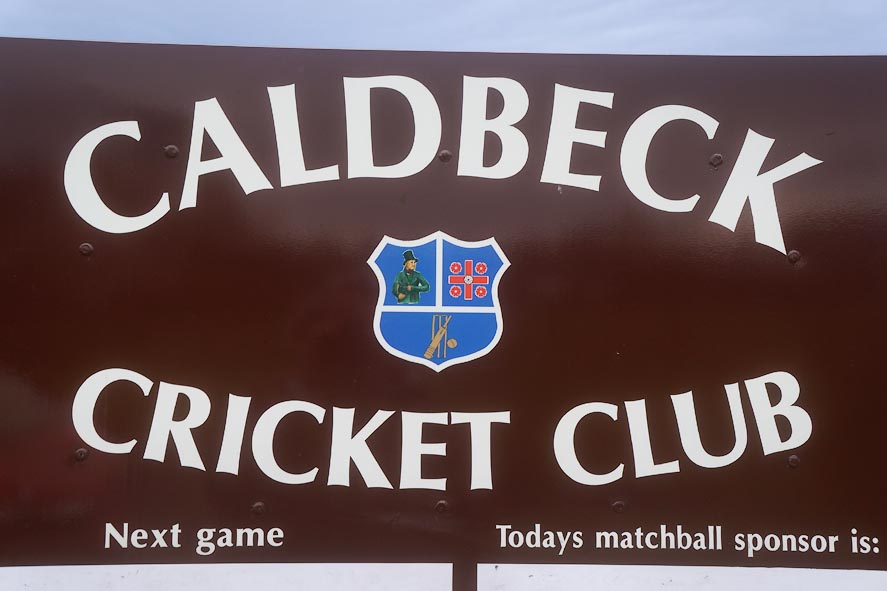 CALDBECK
CRICKET CLUB
Next game
Todays matchball sponsor is: